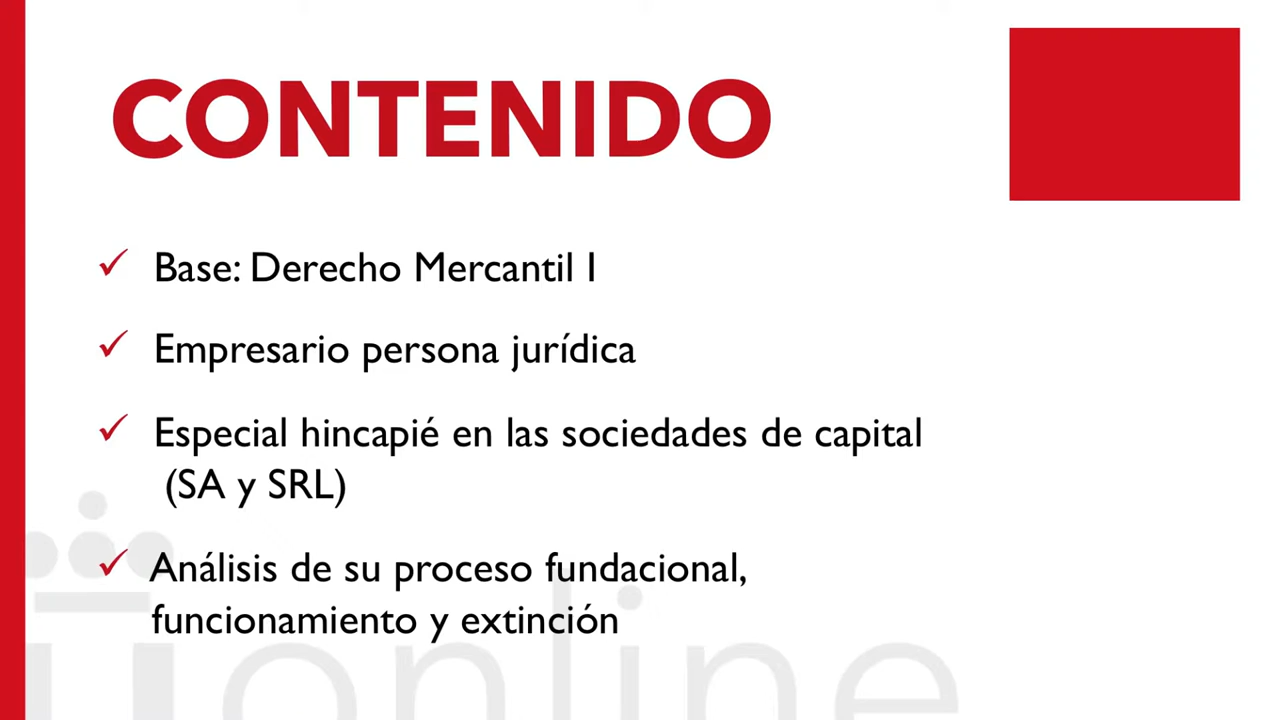 CONTENIDO
✓ Base: Derecho Mercantil I
✓ Empresario persona jurídica
✓ Especial hincapié en las sociedades de capital
(SA y SRL)
✓ Análisis de su proceso fundacional,
funcionamiento y extinción
online